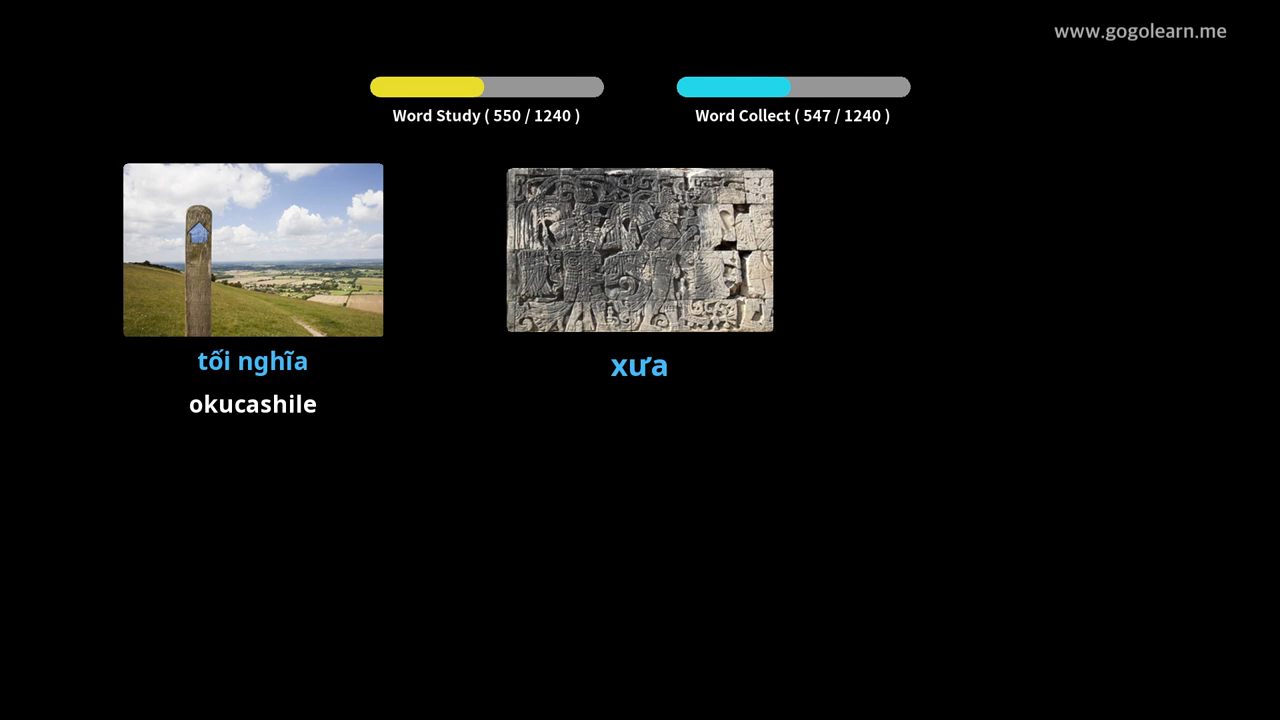 www.gogolearn.me
Word Study ( 550 / 1240 )
Word Collect ( 547 / 1240 )
tối nghĩa
okucashile
xưa